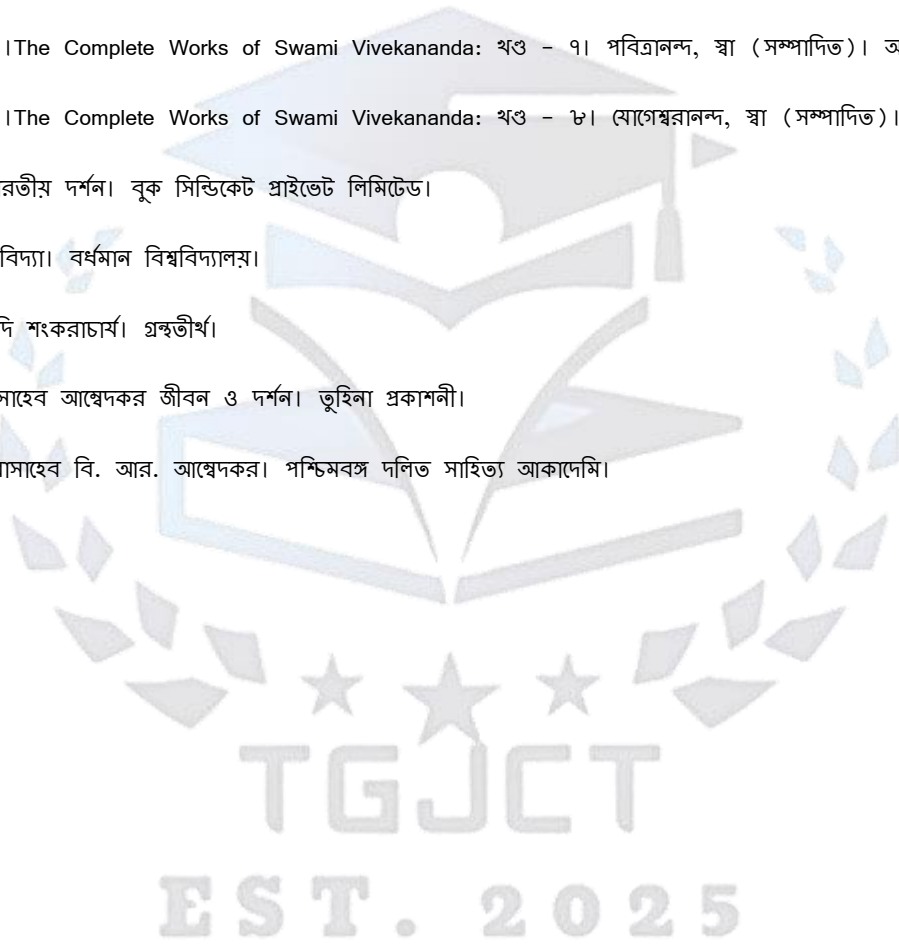 ।The Complete Works of Swami Vivekananda: খণ্ড - ৭। পবিত্রানন্দ, স্বা (সম্পাদিত)।
।The Complete Works of Swami Vivekananda: খণ্ড - ৮। যোগেশ্বরানন্দ, স্বা (সম্পাদিত)।
দর্শন। বুক সিন্ডিকেট প্রাইভেট লিমিটেড।
বর্ধমান বিশ্ববিদ্যালয়।
শংকরাচার্য। গ্রন্থতীর্থ।
আম্বেদকর জীবন ও দর্শন। তুহিনা প্রকাশনী।
বি. আর. আম্বেদকর। পশ্চিমবঙ্গ দলিত সাহিত্য আকাদেমি।
TGJCT
EST. 2025